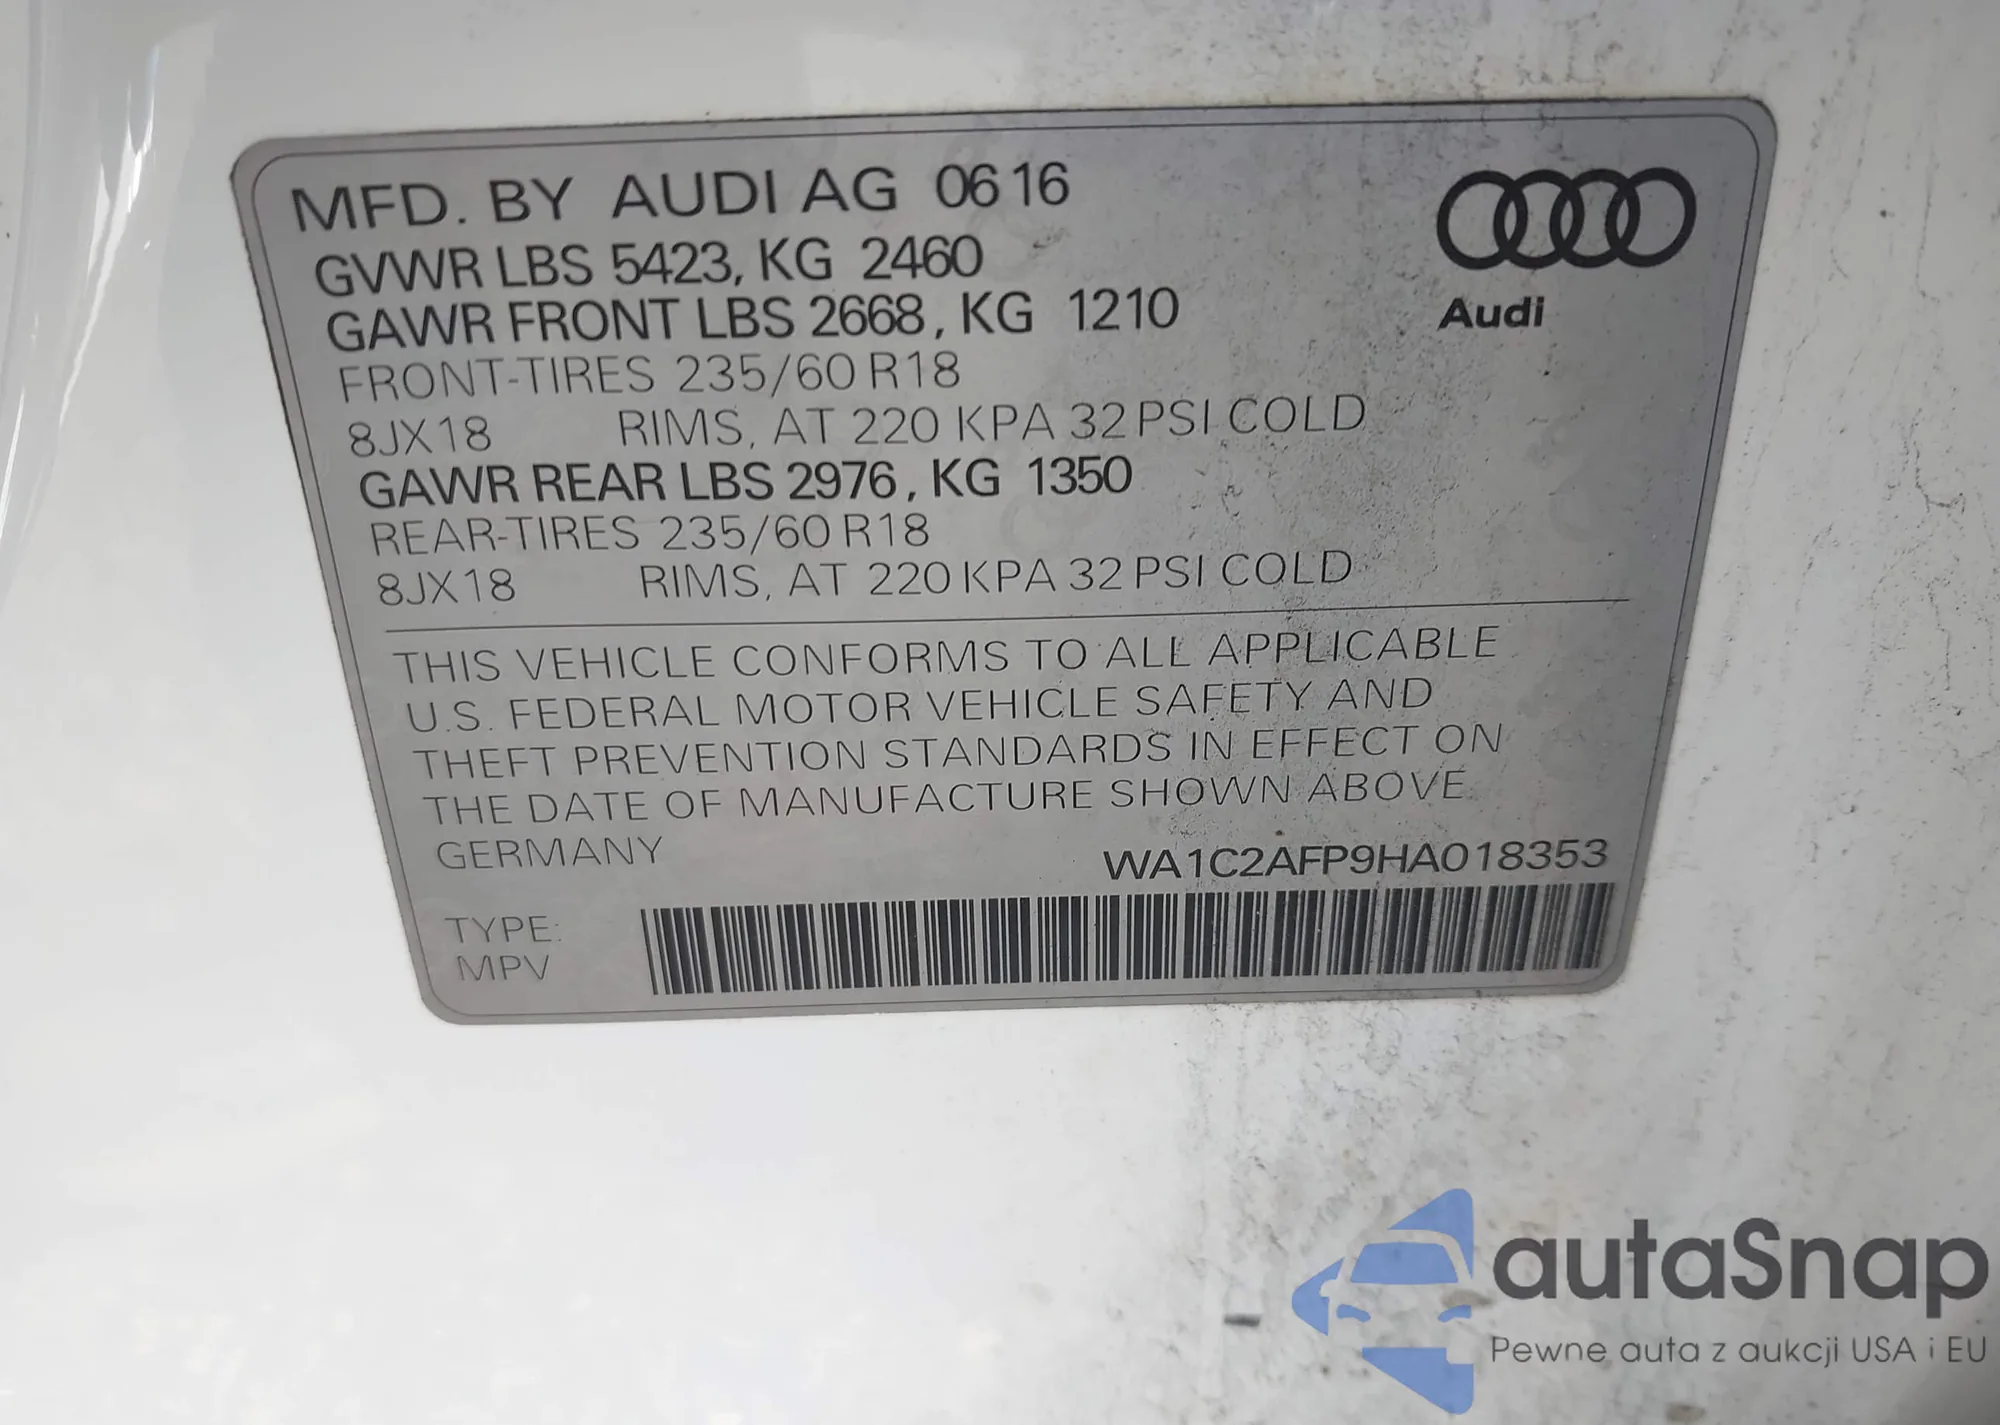 MFD. BY AUDI AG 06 16
GVWR LBS 5423, KG 2460
GAWR FRONT LBS 2668, KG 1210
FRONT-TIRES 235/60 R18
8JX18 RIMS, AT 220 KPA 32 PSI COLD
GAWR REAR LBS 2976, KG 1350
REAR-TIRES 235/60 R18
8JX18 RIMS, AT 220 KPA 32 PSI COLD
Audi
THIS VEHICLE CONFORMS TO ALL APPLICABLE
U.S. FEDERAL MOTOR VEHICLE SAFETY AND
THEFT PREVENTION STANDARDS IN EFFECT ON
THE DATE OF MANUFACTURE SHOWN ABOVE.
GERMANY WA1C2AFP9HA018353
TYPE:
MPV
autaSnap
Pewne auta z aukcji USA i EU